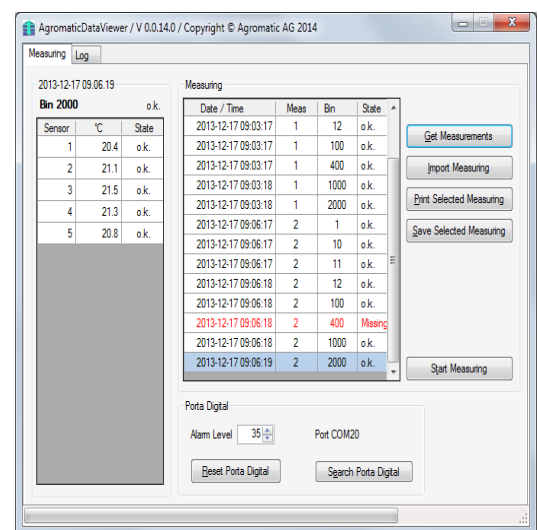 AgromaticDataViewer / V 0.0.14.0 / Copyright © Agromatic AG 2014
Measuring Log
2013-12-17 09.06.19
Bin 2000 o.k.
Sensor °C State
1 20.4 o.k.
2 21.1 o.k.
3 21.5 o.k.
4 21.3 o.k.
5 20.8 o.k.
Measuring
Date / Time Meas Bin State
2013-12-17 09:03:17 1 12 o.k.
2013-12-17 09:03:17 1 100 o.k.
2013-12-17 09:03:17 1 400 o.k.
2013-12-17 09:03:18 1 1000 o.k.
2013-12-17 09:03:18 1 2000 o.k.
2013-12-17 09:06:17 2 1 o.k.
2013-12-17 09:06:17 2 10 o.k.
2013-12-17 09:06:17 2 11 o.k.
2013-12-17 09:06:18 2 12 o.k.
2013-12-17 09:06:18 2 100 o.k.
2013-12-17 09:06:18 2 400 Missing
2013-12-17 09:06:18 2 1000 o.k.
2013-12-17 09:06:19 2 2000 o.k.
Get Measurements
Import Measuring
Print Selected Measuring
Save Selected Measuring
Start Measuring
Porta Digital
Alarm Level 35 Port COM20
Reset Porta Digital Search Porta Digital